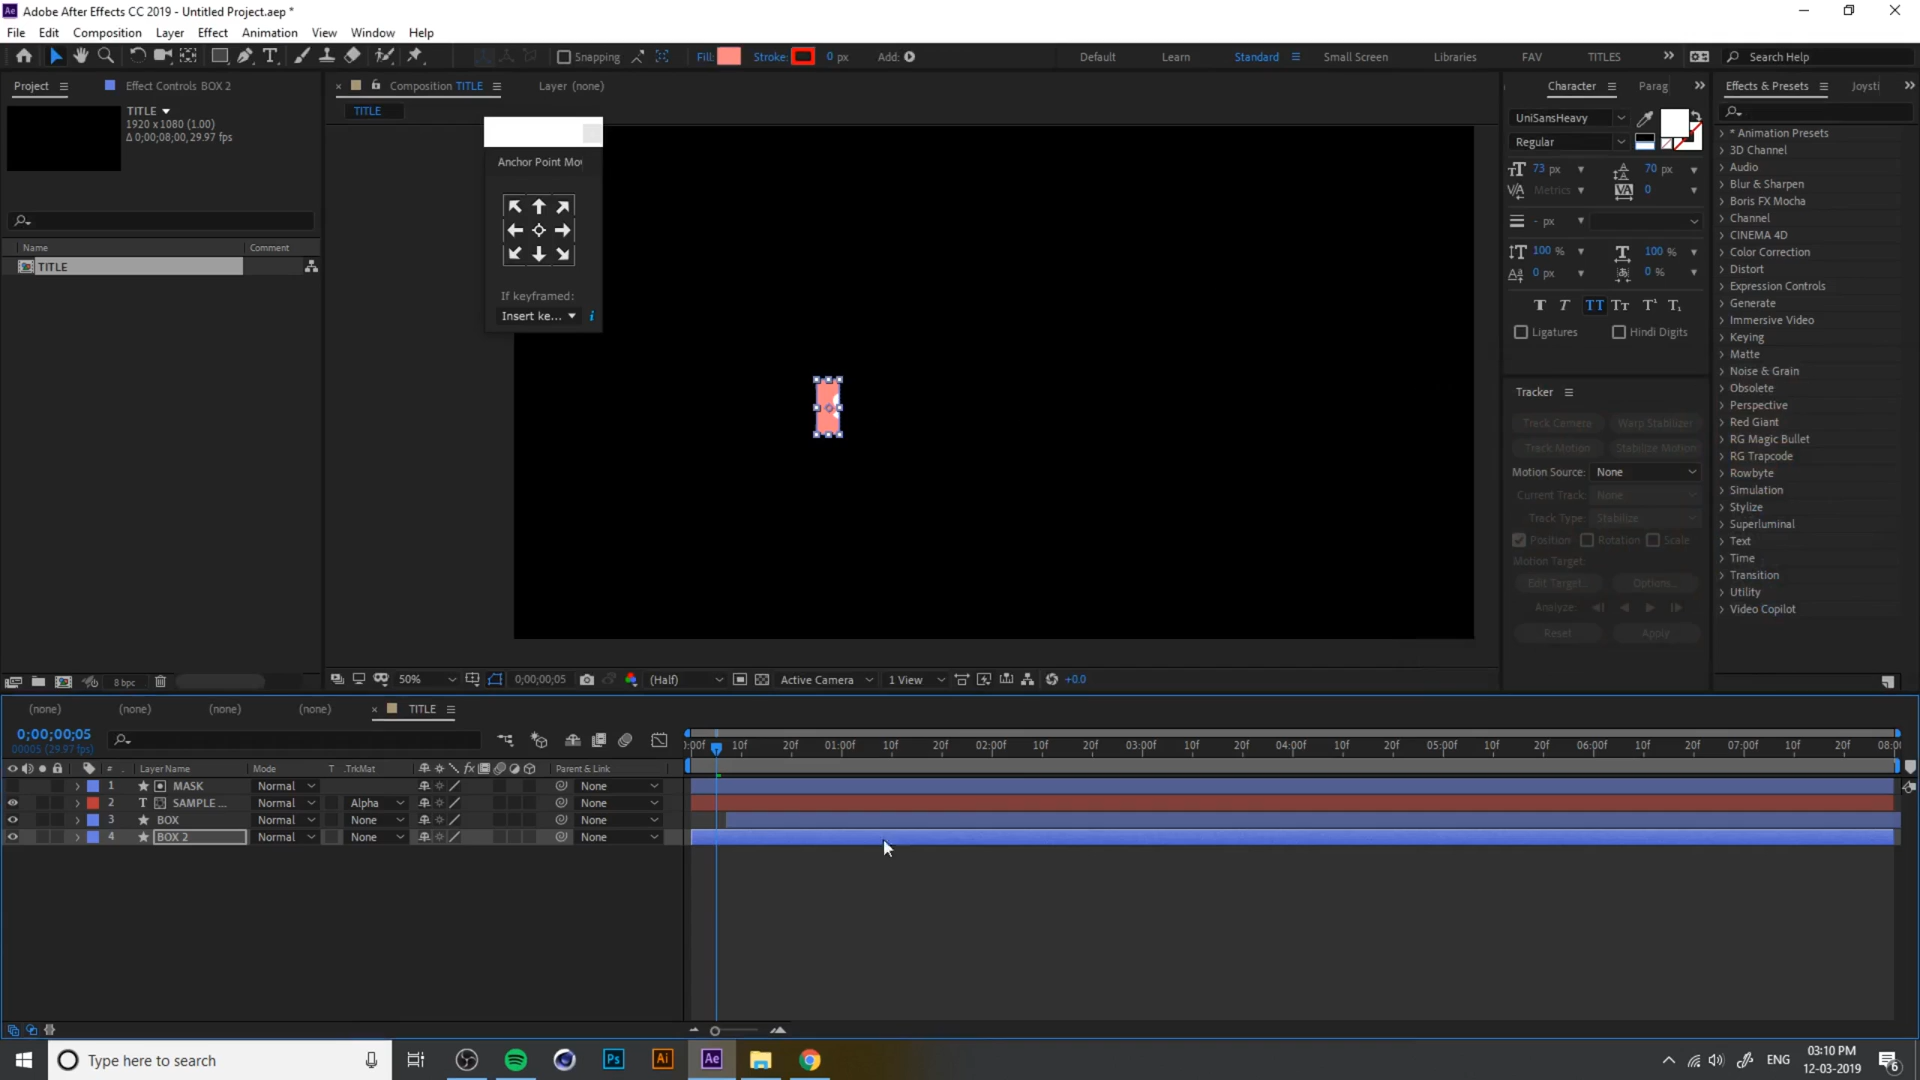 Adobe After Effects CC 2019 - Untitled Project.aep *
File Edit Composition Layer Effect Animation View Window Help
Snapping Fill: Stroke: 0 px Add: Default Learn Standard Small Screen Libraries FAV TITLES Search Help
Project Effect Controls BOX 2
TITLE
1920 x 1080 (1.00)
Δ 0;00;08;00, 29.97 fps
Name Comment
TITLE
8 bpc
Composition TITLE Layer (none)
TITLE
Anchor Point Mov
If keyframed:
Insert ke...
50% 0;00;00;05 (Half) Active Camera 1 View +0.0
Character Parag
UniSansHeavy
Regular
73 px 70 px
Metrics 0
- px
100 % 100 %
0 px 0 %
Ligatures Hindi Digits
Tracker
Track Camera Warp Stabilizer
Track Motion Stabilize Motion
Motion Source: None
Current Track: None
Track Type: Stabilize
Position Rotation Scale
Motion Target:
Edit Target... Options...
Analyze:
Reset Apply
Effects & Presets Joysti
* Animation Presets
3D Channel
Audio
Blur & Sharpen
Boris FX Mocha
Channel
CINEMA 4D
Color Correction
Distort
Expression Controls
Generate
Immersive Video
Keying
Matte
Noise & Grain
Obsolete
Perspective
Red Giant
RG Magic Bullet
RG Trapcode
Rowbyte
Simulation
Stylize
Superluminal
Text
Time
Transition
Utility
Video Copilot
(none) (none) (none) (none) TITLE
0;00;00;05
00005 (29.97 fps)
:00f 10f 20f 01:00f 10f 20f 02:00f 10f 20f 03:00f 10f 20f 04:00f 10f 20f 05:00f 10f 20f 06:00f 10f 20f 07:00f 10f 20f 08:0
# Layer Name Mode T .TrkMat fx Parent & Link
1 MASK Normal None
2 T SAMPLE ... Normal Alpha None
3 BOX Normal None None
4 BOX 2 Normal None None
Type here to search
Ps Ai Ae
ENG
03:10 PM
12-03-2019
6